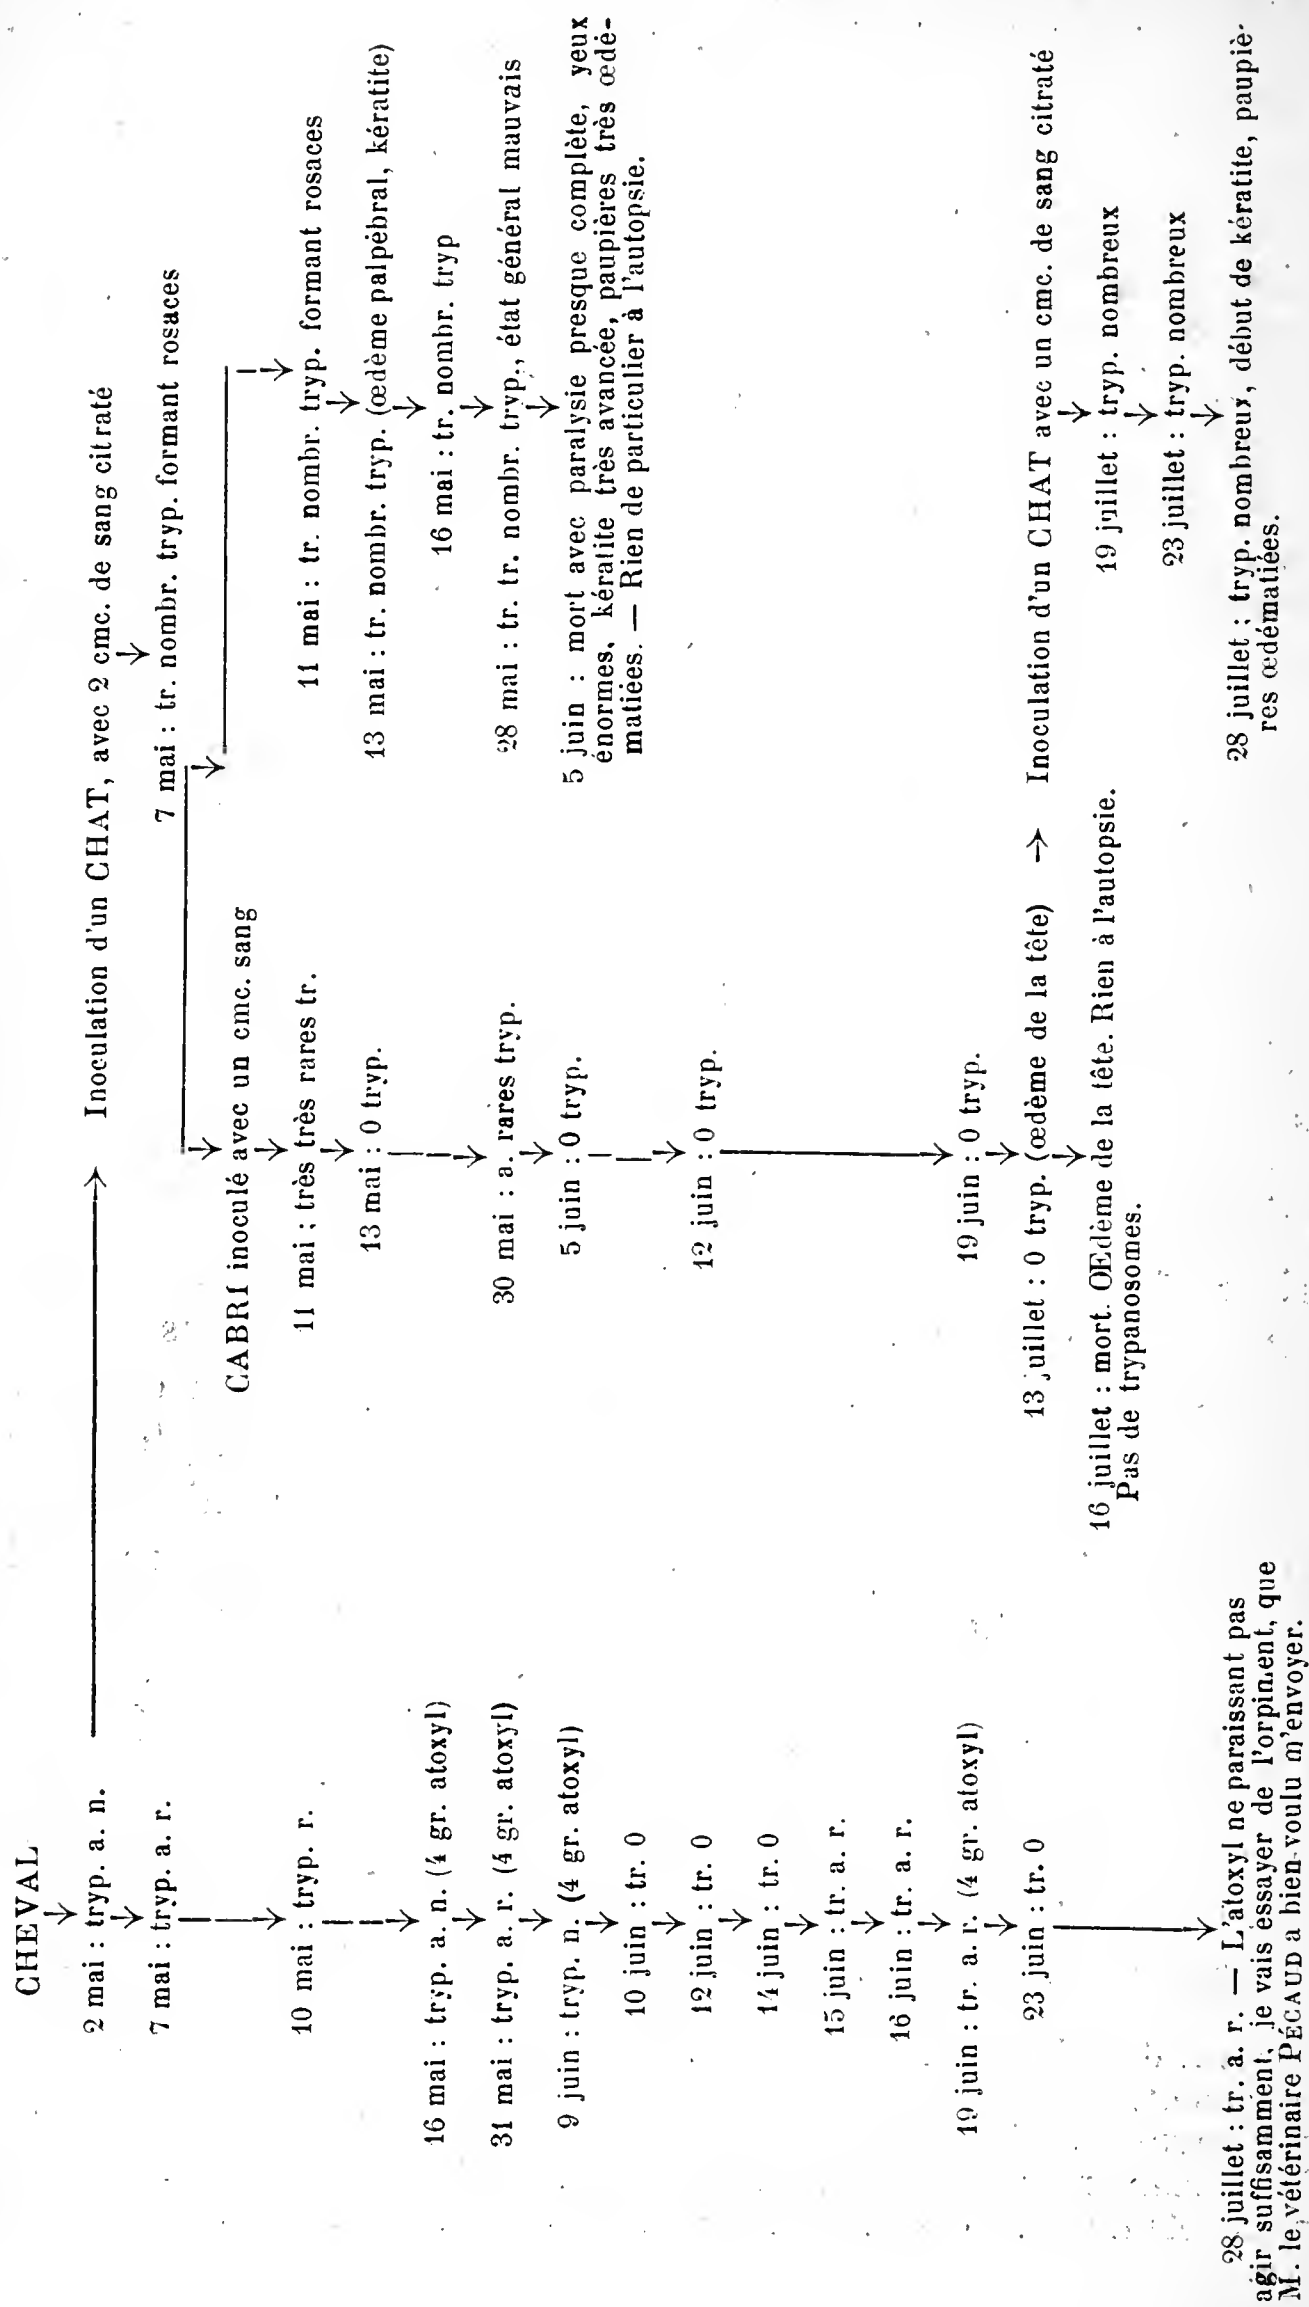 CHEVAL
2 mai : tryp. a. n.
7 mai : tryp. a. r.
10 mai : tryp. r.
16 mai : tryp. a. n. (4 gr. atoxyl)
31 mai : tryp. a. r. (4 gr. atoxyl)
9 juin : tryp. n. (4 gr. atoxyl)
10 juin : tr. 0
12 juin : tr. 0
14 juin : tr. 0
15 juin : tr. a. r.
16 juin : tr. a. r.
19 juin : tr. a. r. (4 gr. atoxyl)
23 juin : tr. 0
28 juillet : tr. a. r. — L'atoxyl ne paraissant pas
agir suffisamment, je vais essayer de l'orpiment, que
M. le vétérinaire PÉCAUD a bien voulu m'envoyer.
Inoculation d'un CHAT, avec 2 cmc. de sang citraté
7 mai : tr. nombr. tryp. formant rosaces
CABRI inoculé avec un cmc. sang
11 mai : très très rares tr.
13 mai : 0 tryp.
30 mai : a. rares tryp.
5 juin : 0 tryp.
12 juin : 0 tryp.
19 juin : 0 tryp.
13 juillet : 0 tryp. (œdème de la tête)
16 juillet : mort. OEdème de la tête. Rien à l'autopsie.
Pas de trypanosomes.
11 mai : tr. nombr. tryp. formant rosaces
13 mai : tr. nombr. tryp. (œdème palpébral, kératite)
16 mai : tr. nombr. tryp
28 mai : tr. tr. nombr. tryp., état général mauvais
5 juin : mort avec paralysie presque complète, yeux
énormes, kératite très avancée, paupières très œdé-
matiées. — Rien de particulier à l'autopsie.
Inoculation d'un CHAT avec un cmc. de sang citraté
19 juillet : tryp. nombreux
23 juillet : tryp. nombreux
28 juillet : tryp. nombreux, début de kératite, paupiè-
res œdématiées.